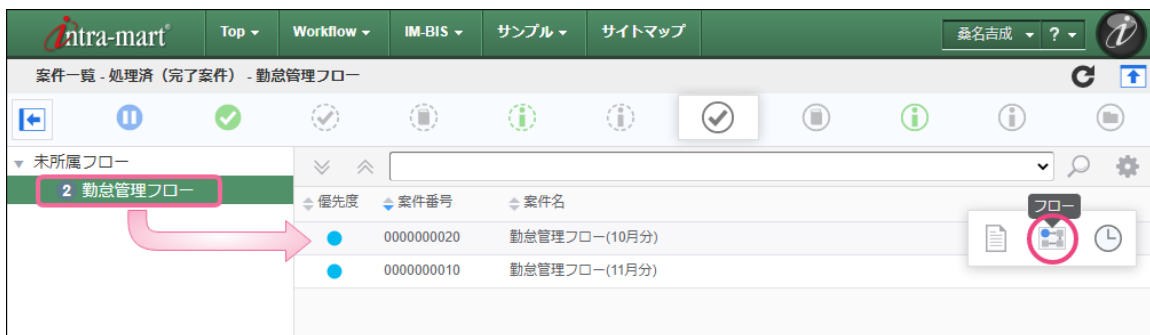 intra-mart Top Workflow IM-BIS サンプル サイトマップ 桑名吉成 ?
案件一覧 - 処理済（完了案件） - 勤怠管理フロー
未所属フロー
2 勤怠管理フロー
優先度 案件番号 案件名
フロー
0000000020 勤怠管理フロー(10月分)
0000000010 勤怠管理フロー(11月分)